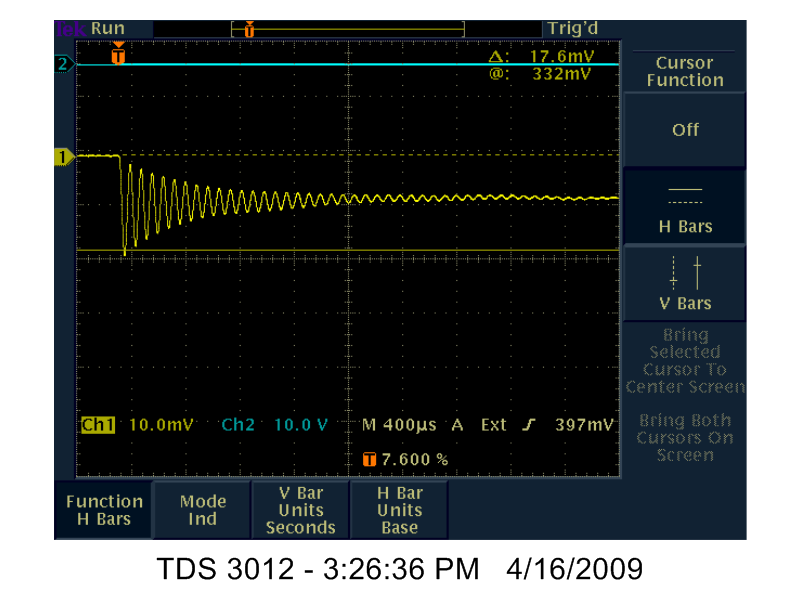 Tek Run Trig'd
T
T
2
Δ: 17.6mV
@: 332mV
1
Cursor
Function
Off
H Bars
V Bars
Bring
Selected
Cursor To
Center Screen
Bring Both
Cursors On
Screen
Ch1 10.0mV Ch2 10.0 V M 400µs A Ext 397mV
T 7.600 %
Function
H Bars
Mode
Ind
V Bar
Units
Seconds
H Bar
Units
Base
TDS 3012 - 3:26:36 PM 4/16/2009